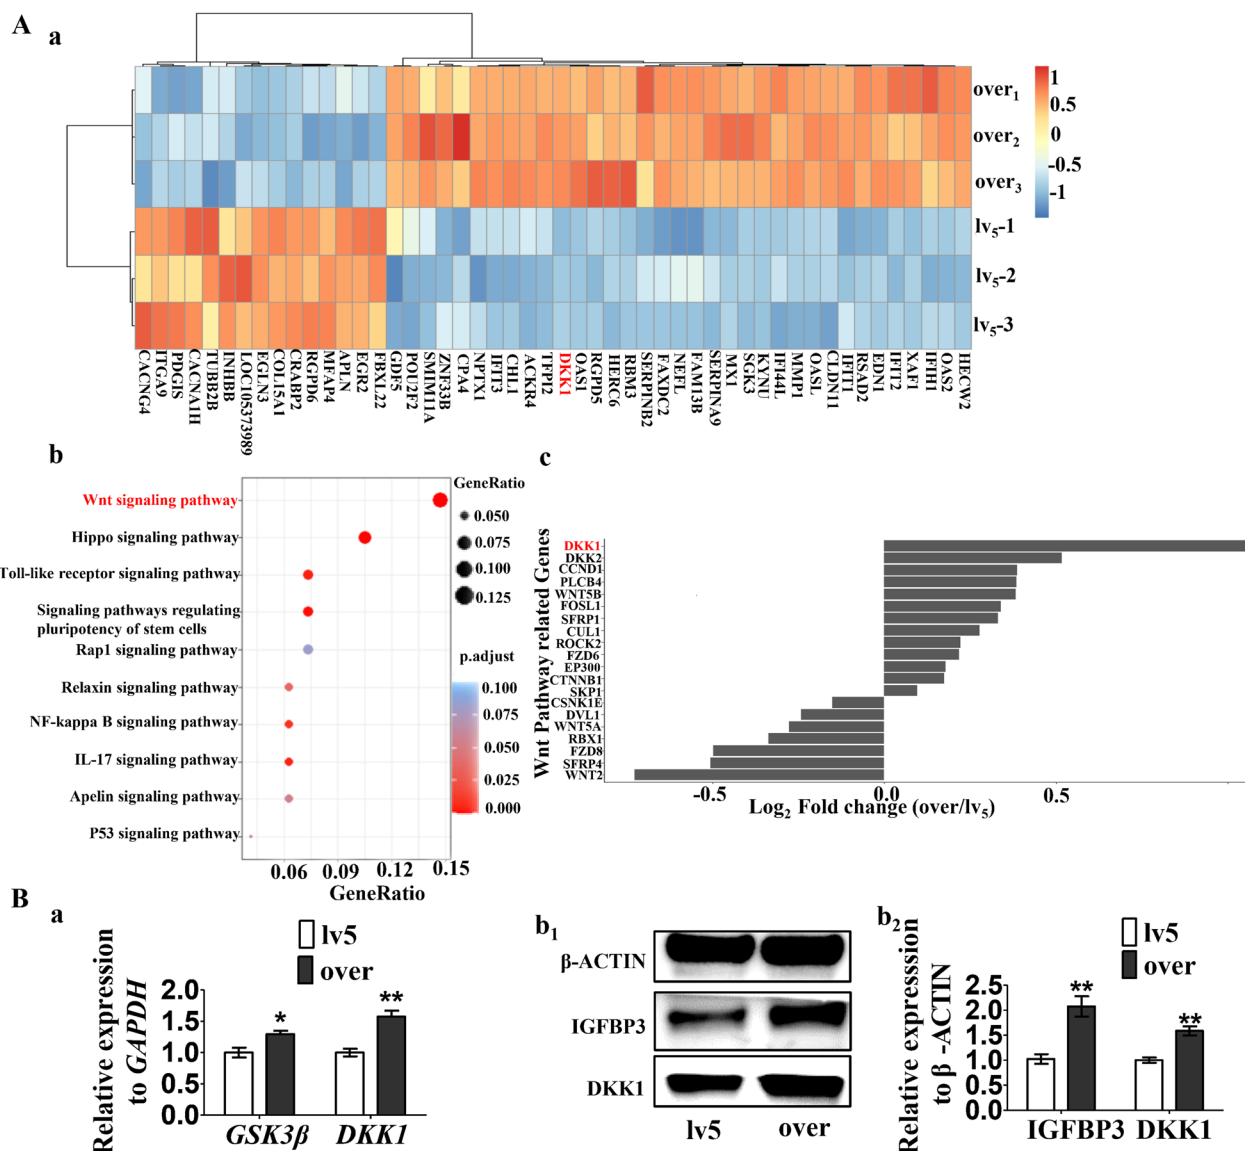 A
a
over1
over2
over3
lv5-1
lv5-2
lv5-3
1
0.5
0
-0.5
-1
CACNG4
ITGA9
PDGFS
CACNA1H
TUBB2B
INHBB
LOC105373989
EGLN3
COL15A1
CRABP2
RGPD6
MFAP4
APLN
EGR2
FBXL22
GDF5
POU2F2
SMIM11A
ZNF33B
CPA4
NPTX1
IFIT3
CHL1
ACKR4
TFPI2
DKK1
OAS1
RGPD5
HERC6
RBM3
SERPINB2
FAXDC2
NEFL
FAM13B
SERPINA9
MX1
SGK3
KYNU
IFI44L
MMP1
OASL
CLDN11
IFIT1
RSAD2
EDN1
IFIT2
XAF1
IFIH1
OAS2
HECW2
b
Wnt signaling pathway
Hippo signaling pathway
Toll-like receptor signaling pathway
Signaling pathways regulating
pluripotency of stem cells
Rap1 signaling pathway
Relaxin signaling pathway
NF-kappa B signaling pathway
IL-17 signaling pathway
Apelin signaling pathway
P53 signaling pathway
0.06 0.09 0.12 0.15
GeneRatio
GeneRatio
0.050
0.075
0.100
0.125
p.adjust
0.100
0.075
0.050
0.025
0.000
c
Wnt Pathway related Genes
DKK1
DKK2
CCND1
PLCB4
WNT5B
FOSL1
SFRP1
CUL1
ROCK2
FZD6
EP300
CTNNB1
SKP1
CSNK1E
DVL1
WNT5A
RBX1
FZD8
SFRP4
WNT2
-0.5 0.0 0.5
Log2 Fold change (over/lv5)
B
a
lv5
over
Relative expression
to GAPDH
2.0
1.5
1.0
0.5
0.0
*
**
GSK3β DKK1
b1
β-ACTIN
IGFBP3
DKK1
lv5 over
b2
lv5
over
Relative expresssion
to β -ACTIN
2.5
2.0
1.5
1.0
0.5
0.0
**
**
IGFBP3 DKK1